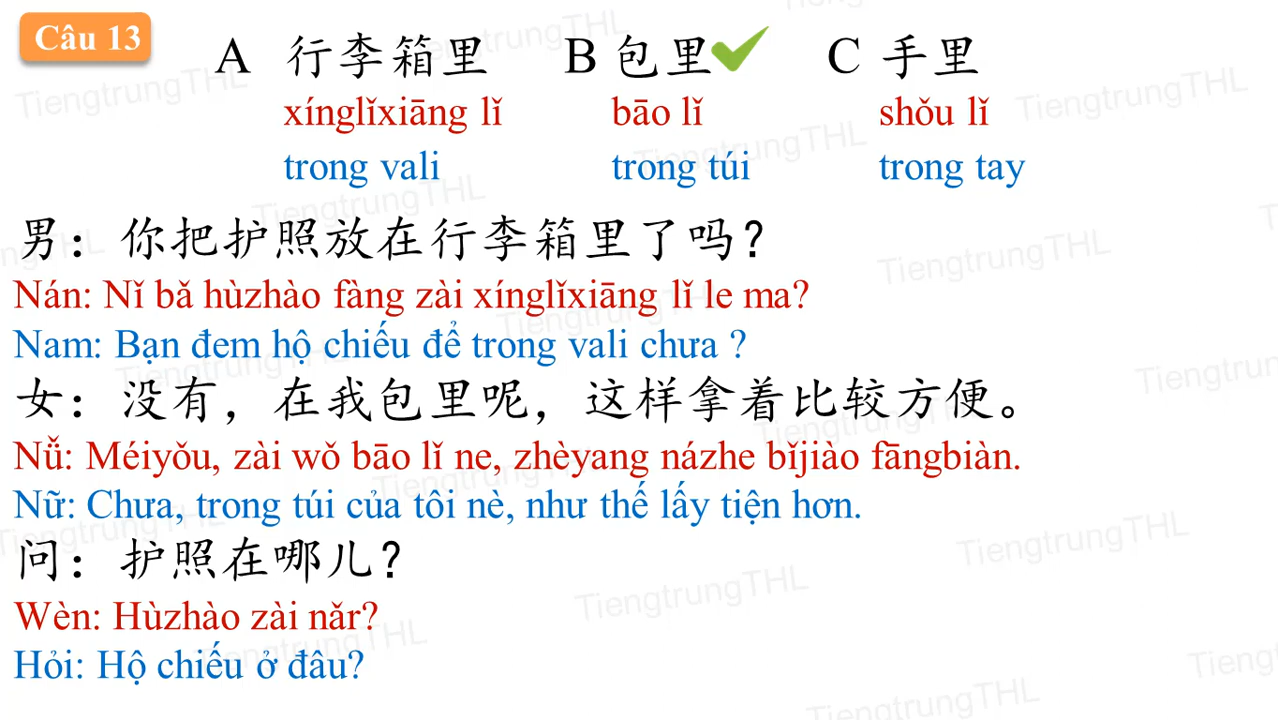 Câu 13
A 行李箱里 B 包里 C 手里
xínglǐxiāng lǐ bāo lǐ shǒu lǐ
trong vali trong túi trong tay
男：你把护照放在行李箱里了吗？
Nán: Nǐ bǎ hùzhào fàng zài xínglǐxiāng lǐ le ma?
Nam: Bạn đem hộ chiếu để trong vali chưa ?
女：没有，在我包里呢，这样拿着比较方便。
Nǚ: Méiyǒu, zài wǒ bāo lǐ ne, zhèyang názhe bǐjiào fāngbiàn.
Nữ: Chưa, trong túi của tôi nè, như thế lấy tiện hơn.
问：护照在哪儿？
Wèn: Hùzhào zài nǎr?
Hỏi: Hộ chiếu ở đâu?
TiengtrungTHL